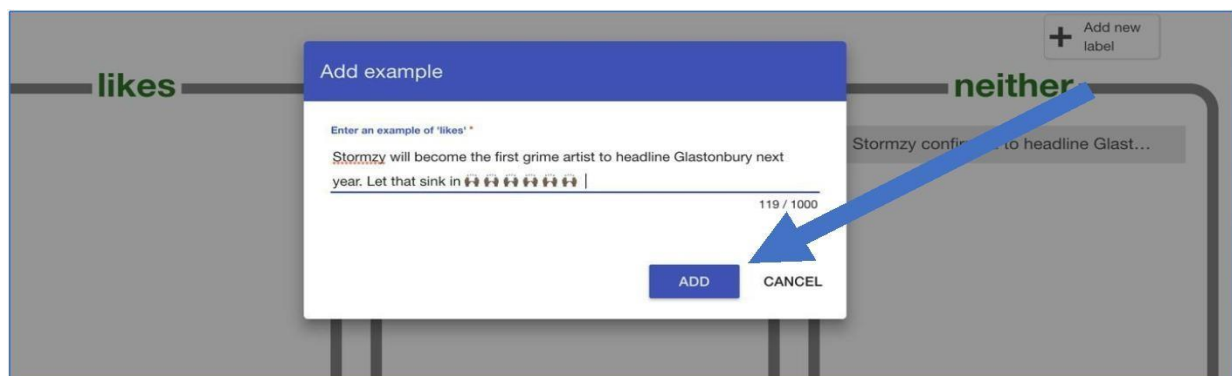 Add new
label
likes
neither
Add example
Enter an example of 'likes' *
Stormzy will become the first grime artist to headline Glastonbury next
year. Let that sink in 🙌🏾 🙌🏾 🙌🏾 🙌🏾 🙌🏾 🙌🏾
119 / 1000
ADD
CANCEL
Stormzy to headline Glast...